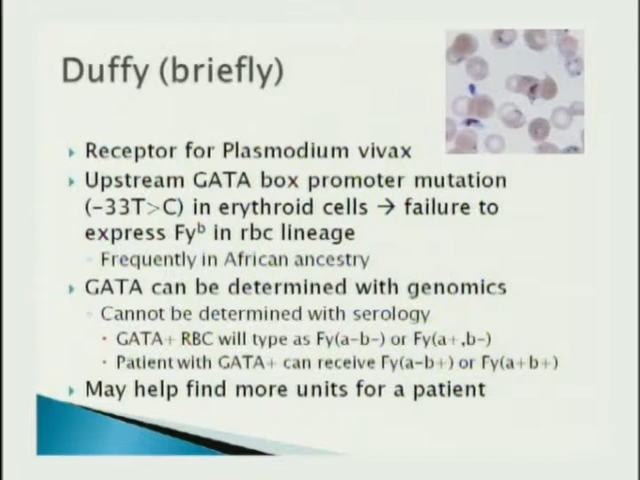 Duffy (briefly)
Receptor for Plasmodium vivax
Upstream GATA box promoter mutation
(-33T>C) in erythroid cells → failure to
express Fyᵇ in rbc lineage
Frequently in African ancestry
GATA can be determined with genomics
Cannot be determined with serology
GATA+ RBC will type as Fy(a-b-) or Fy(a+,b-)
Patient with GATA+ can receive Fy(a-b+) or Fy(a+b+)
May help find more units for a patient